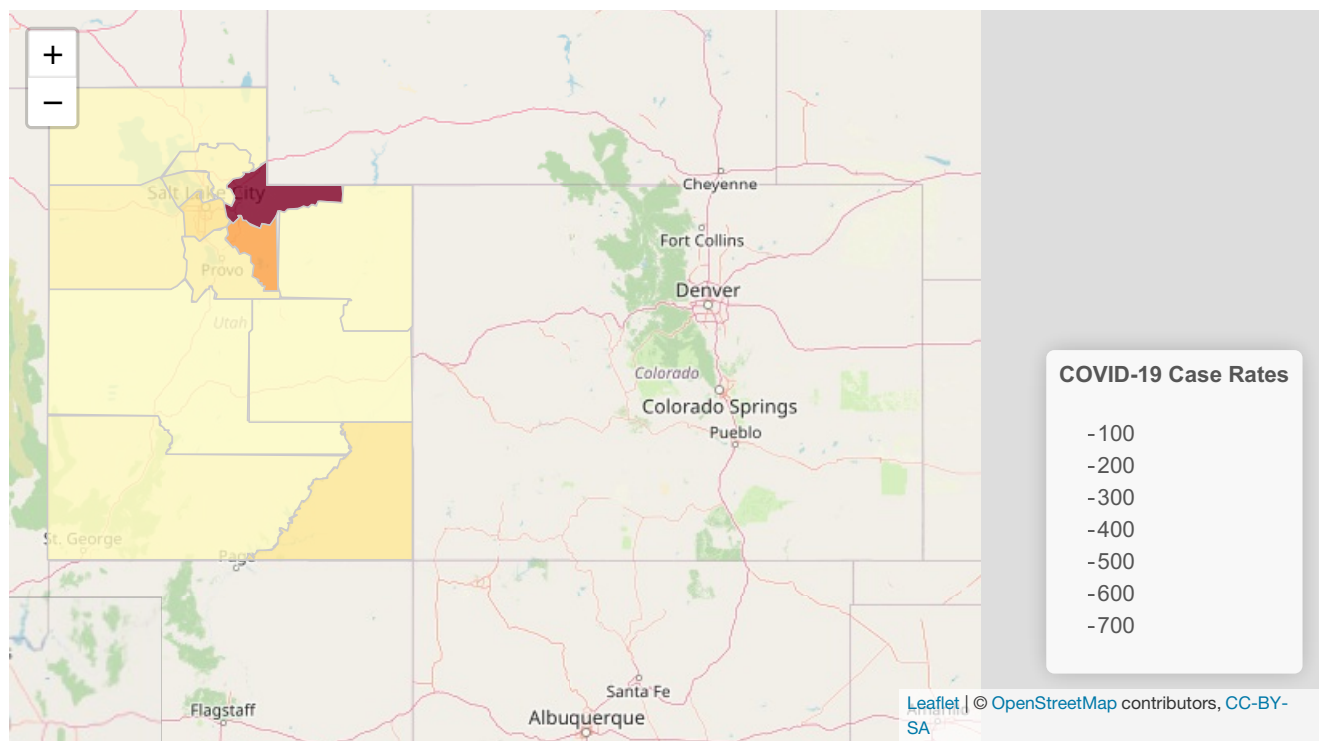 +
−
Salt Lake City
Cheyenne
Fort Collins
Provo
Denver
Utah
Colorado
COVID-19 Case Rates
Colorado Springs
Pueblo
-100
-200
-300
-400
-500
-600
-700
St. George
Page
Santa Fe
Flagstaff
Albuquerque
Leaflet | © OpenStreetMap contributors, CC-BY-
SA